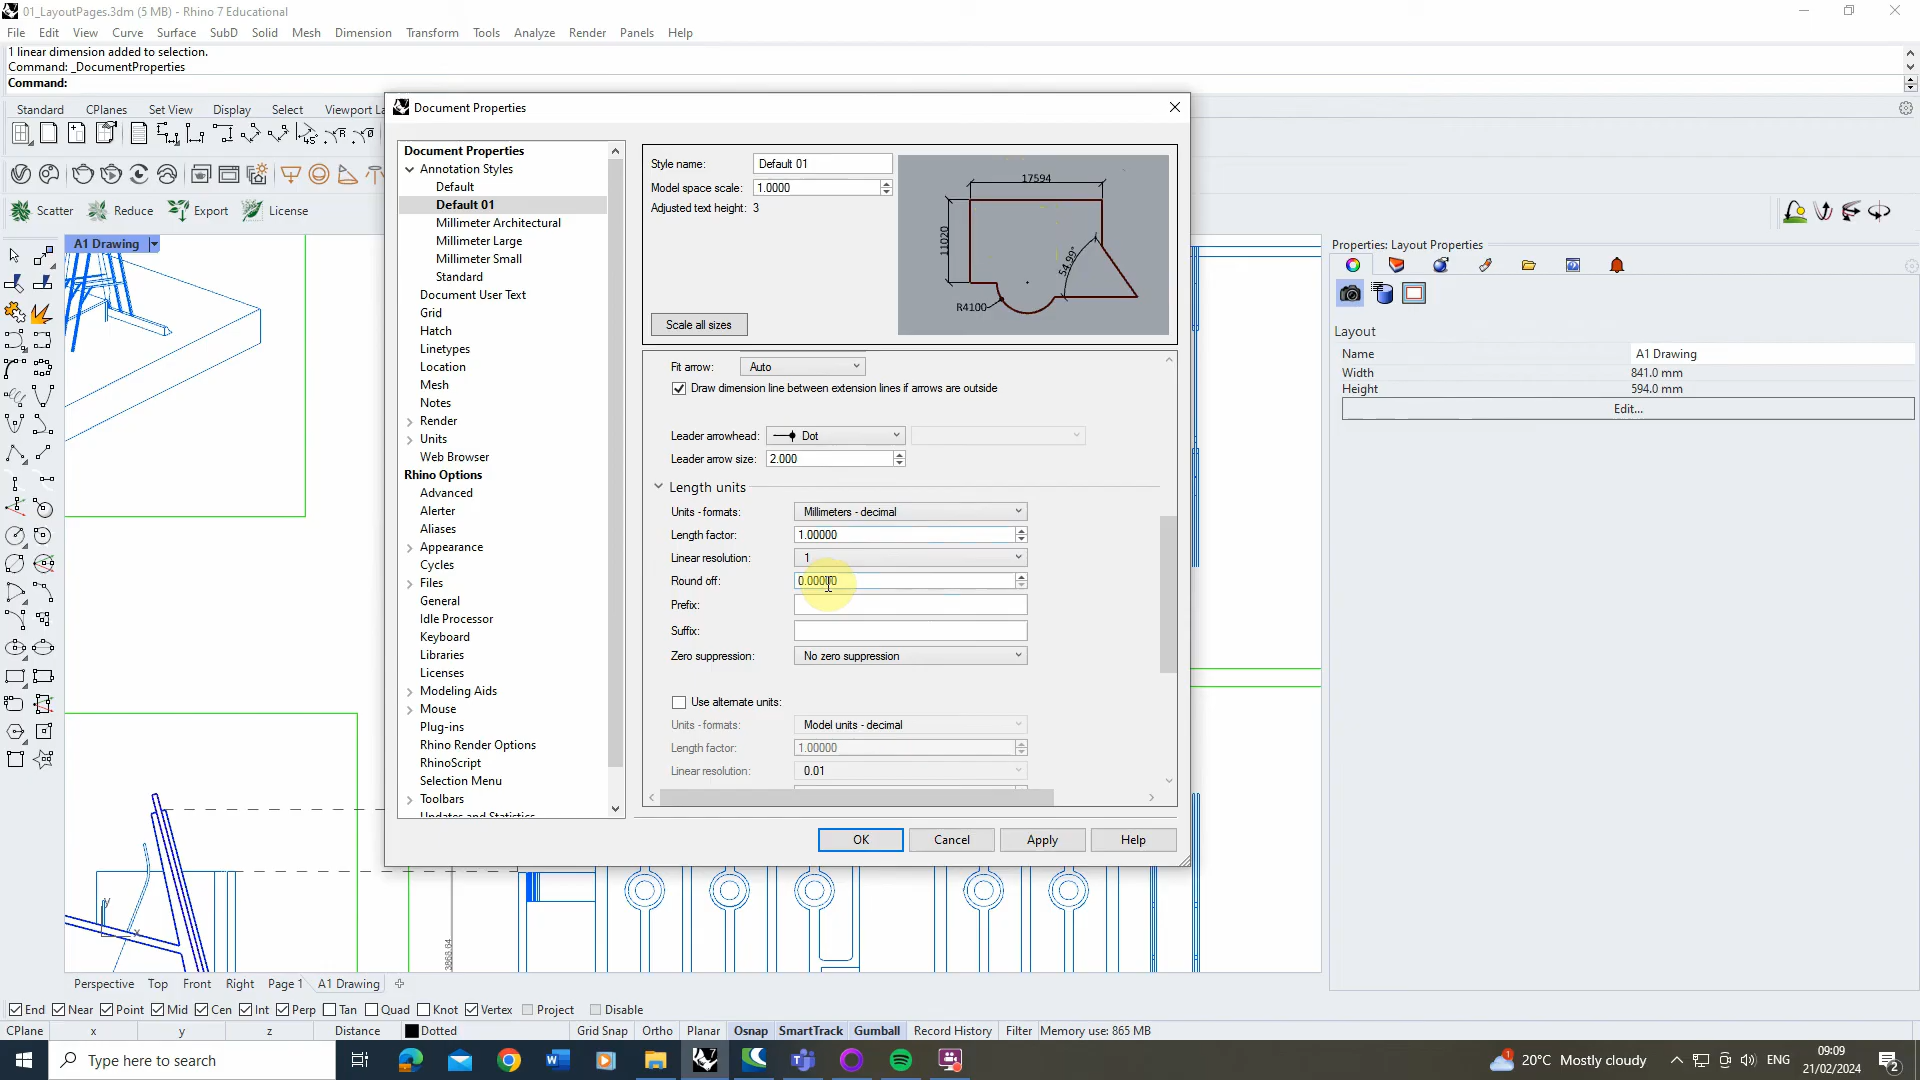 01_LayoutPages.3dm (5 MB) - Rhino 7 Educational
File Edit View Curve Surface SubD Solid Mesh Dimension Transform Tools Analyze Render Panels Help
1 linear dimension added to selection.
Command: _DocumentProperties
Command:
Standard CPlanes Set View Display Select Viewport La
Scatter Reduce Export License
A1 Drawing
Document Properties
Document Properties
Annotation Styles
Default
Default 01
Millimeter Architectural
Millimeter Large
Millimeter Small
Standard
Document User Text
Grid
Hatch
Linetypes
Location
Mesh
Notes
Render
Units
Web Browser
Rhino Options
Advanced
Alerter
Aliases
Appearance
Cycles
Files
General
Idle Processor
Keyboard
Libraries
Licenses
Modeling Aids
Mouse
Plug-ins
Rhino Render Options
RhinoScript
Selection Menu
Toolbars
Updates and Statistics
Style name: Default 01
Model space scale: 1.0000
Adjusted text height: 3
Scale all sizes
17594
11020
54.99°
R4100
Fit arrow: Auto
Draw dimension line between extension lines if arrows are outside
Leader arrowhead: Dot
Leader arrow size: 2.000
Length units
Units - formats: Millimeters - decimal
Length factor: 1.00000
Linear resolution: 1
Round off: 0.00000
Prefix:
Suffix:
Zero suppression: No zero suppression
Use alternate units:
Units - formats: Model units - decimal
Length factor: 1.00000
Linear resolution: 0.01
OK Cancel Apply Help
Properties: Layout Properties
Layout
Name A1 Drawing
Width 841.0 mm
Height 594.0 mm
Edit...
3868.64
y
x
Perspective Top Front Right Page 1 A1 Drawing
End Near Point Mid Cen Int Perp Tan Quad Knot Vertex Project Disable
CPlane x y z Distance Dotted Grid Snap Ortho Planar Osnap SmartTrack Gumball Record History Filter Memory use: 865 MB
Type here to search
20°C Mostly cloudy
ENG
09:09
21/02/2024
2